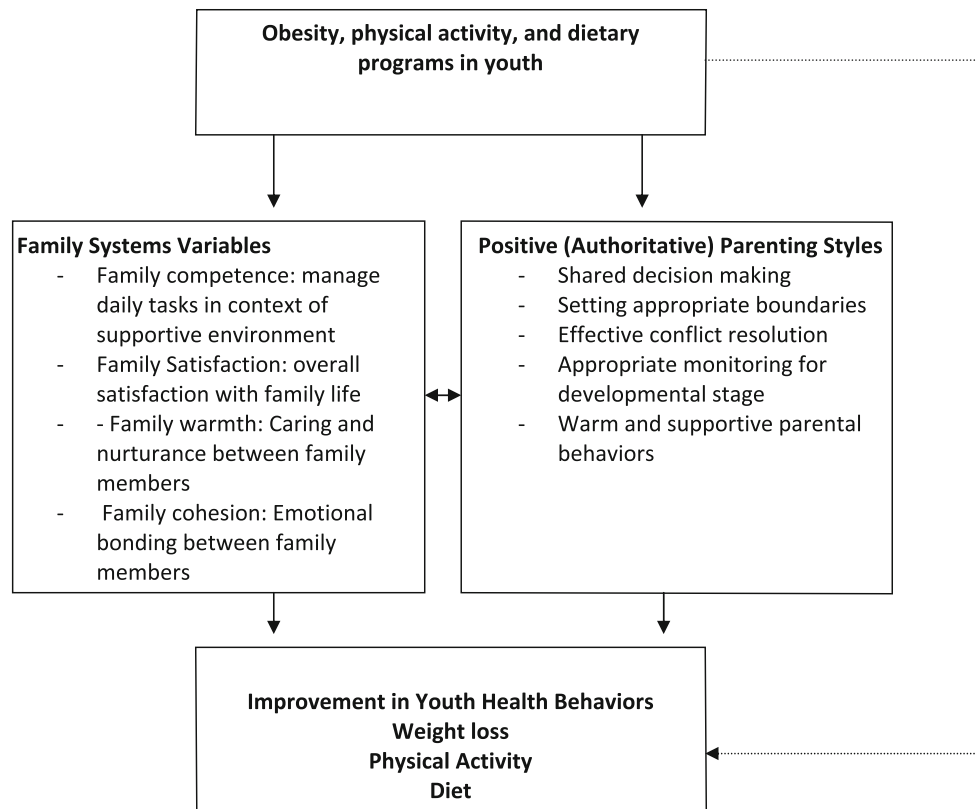 Obesity, physical activity, and dietary
programs in youth
Family Systems Variables
- Family competence: manage
daily tasks in context of
supportive environment
- Family Satisfaction: overall
satisfaction with family life
- - Family warmth: Caring and
nurturance between family
members
- Family cohesion: Emotional
bonding between family
members
Positive (Authoritative) Parenting Styles
- Shared decision making
- Setting appropriate boundaries
- Effective conflict resolution
- Appropriate monitoring for
developmental stage
- Warm and supportive parental
behaviors
Improvement in Youth Health Behaviors
Weight loss
Physical Activity
Diet